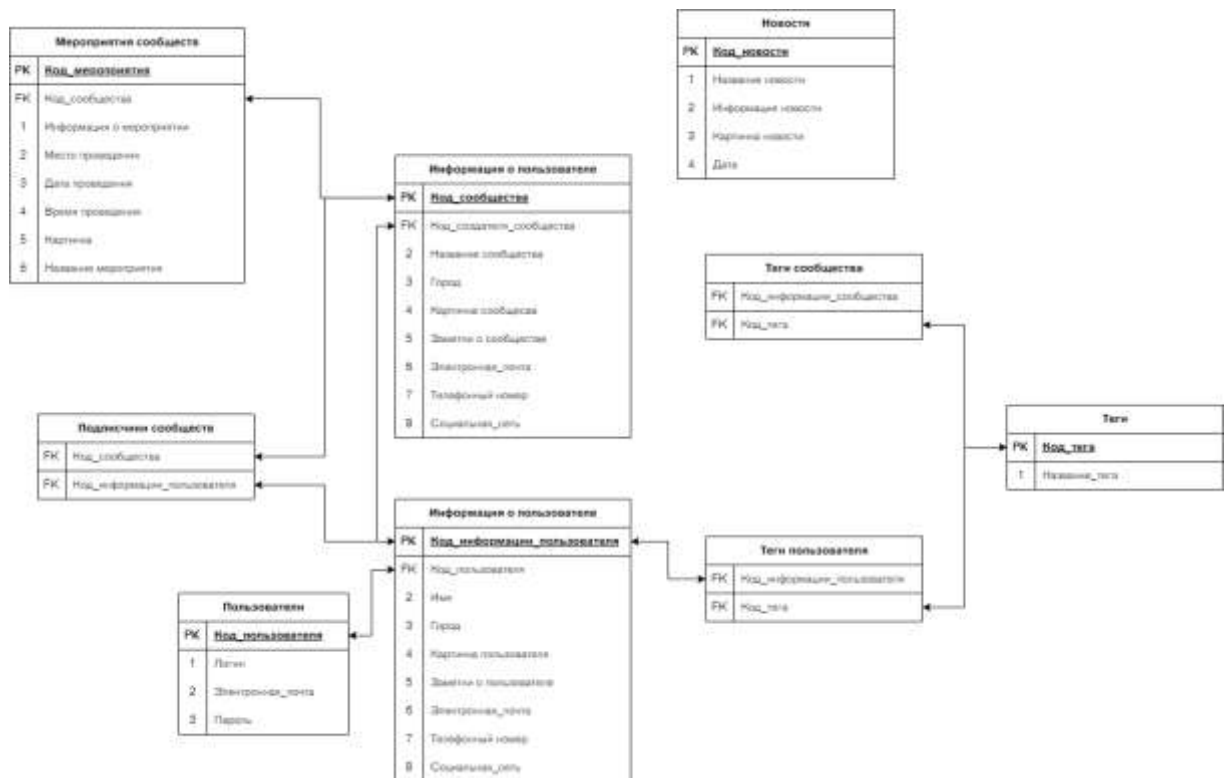 Мероприятия сообществ
PK Код_мероприятия
FK Код_сообщества
1 Информация о мероприятии
2 Место проведения
3 Дата проведения
4 Время проведения
5 Картинка
6 Название мероприятия
Новости
PK Код_новости
1 Название новости
2 Информация новости
3 Картинка новости
4 Дата
Информация о пользователе
PK Код_сообщества
FK Код_создателя_сообщества
2 Название сообщества
3 Город
4 Картинка сообщесва
5 Заметки о сообществе
6 Электронная_почта
7 Телефонный номер
8 Социальная_сеть
Теги сообщества
FK Код_информации_сообщества
FK Код_тега
Теги
PK Код_тега
1 Название_тега
Подписчики сообществ
FK Код_сообщества
FK Код_информации_пользователя
Информация о пользователе
PK Код_информации_пользователя
FK Код_пользователя
2 Имя
3 Город
4 Картинка пользователя
5 Заметки о пользователе
6 Электронная_почта
7 Телефонный номер
8 Социальная_сеть
Теги пользователя
FK Код_информации_пользователя
FK Код_тега
Пользователи
PK Код_пользователя
1 Логин
2 Электронная_почта
3 Пароль